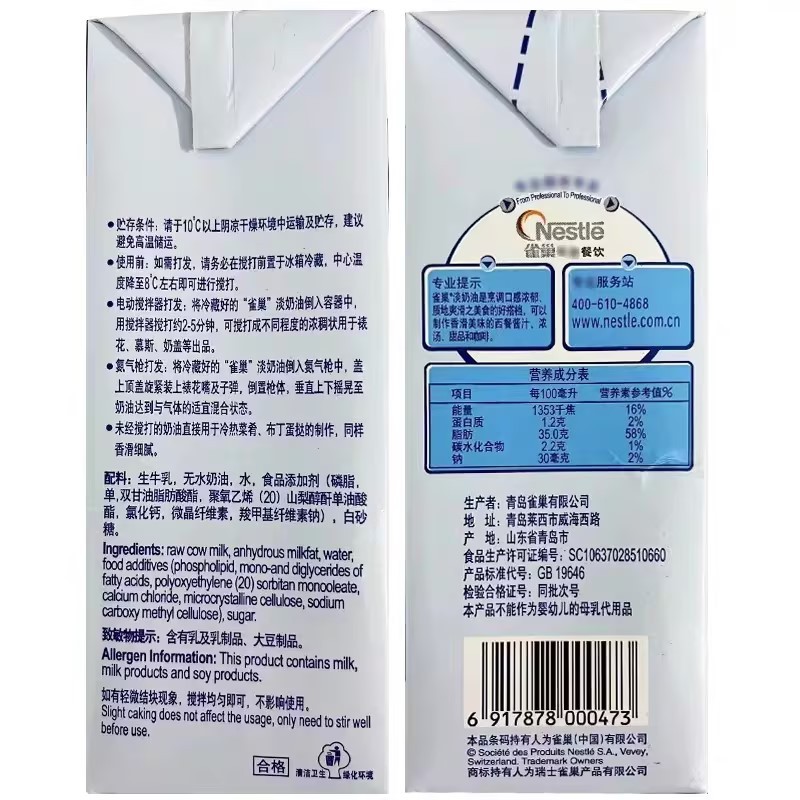 ●贮存条件：请于10℃以上阴凉干燥环境中运输及贮存，建议
避免高温储运。
●使用前：如需打发，请务必在搅打前置于冰箱冷藏，中心温
度降至8℃左右即可进行搅打。
●电动搅拌器打发：将冷藏好的“雀巢”淡奶油倒入容器中，
用搅拌器搅打约2-5分钟，可搅打成不同程度的浓稠状用于裱
花、慕斯、奶盖等出品。
●氮气枪打发：将冷藏好的“雀巢”淡奶油倒入氮气枪中，盖
上顶盖旋紧装上裱花嘴及子弹，倒置枪体，垂直上下摇晃至
奶油达到与气体的适宜混合状态。
●未经搅打的奶油直接用于冷热菜肴、布丁蛋挞的制作，同样
香滑细腻。
配料：生牛乳，无水奶油，水，食品添加剂（磷脂，
单,双甘油脂肪酸酯，聚氧乙烯（20）山梨醇酐单油酸
酯，氯化钙，微晶纤维素，羧甲基纤维素钠），白砂
糖。
Ingredients: raw cow milk, anhydrous milkfat, water,
food additives (phospholipid, mono-and diglycerides of
fatty acids, polyoxyethylene (20) sorbitan monooleate,
calcium chloride, microcrystalline cellulose, sodium
carboxy methyl cellulose), sugar.
致敏物提示：含有乳及乳制品、大豆制品。
Allergen Information: This product contains milk,
milk products and soy products.
如有轻微结块现象，搅拌均匀即可，不影响使用。
Slight caking does not affect the usage, only need to stir well
before use.
合格
清洁卫生 绿化环境
From Professional To Professional
Nestlé
餐饮
专业提示
雀巢®淡奶油是烹调口感浓郁、
质地爽滑之美食的好搭档，可以
制作香滑美味的西餐酱汁、浓
汤、甜品和咖啡。
服务站
400-610-4868
www.nestle.com.cn
营养成分表
项目 每100毫升 营养素参考值%
能量 1353千焦 16%
蛋白质 1.2克 2%
脂肪 35.0克 58%
碳水化合物 2.2克 1%
钠 30毫克 2%
生产者：青岛雀巢有限公司
地 址：青岛莱西市威海西路
产 地：山东省青岛市
食品生产许可证编号：SC10637028510660
产品标准代号：GB 19646
检验合格证号：同批次号
本产品不能作为婴幼儿的母乳代用品
6 917878 000473
本品条码持有人为雀巢(中国)有限公司
© Société des Produits Nestlé S.A., Vevey,
Switzerland. Trademark Owners
商标持有人为瑞士雀巢产品有限公司